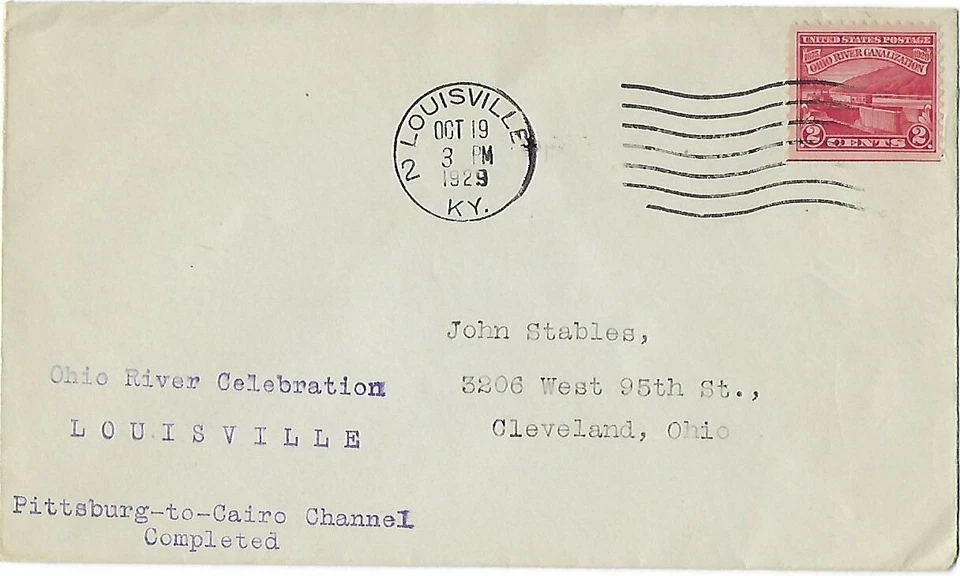 2 LOUISVILLE.
OCT 19
3 PM
1929
KY.
UNITED STATES POSTAGE
OHIO RIVER CANALIZATION
2 CENTS 2
John Stables,
3206 West 95th St.,
Cleveland, Ohio
Ohio River Celebration
LOUISVILLE
Pittsburg-to-Cairo Channel
Completed